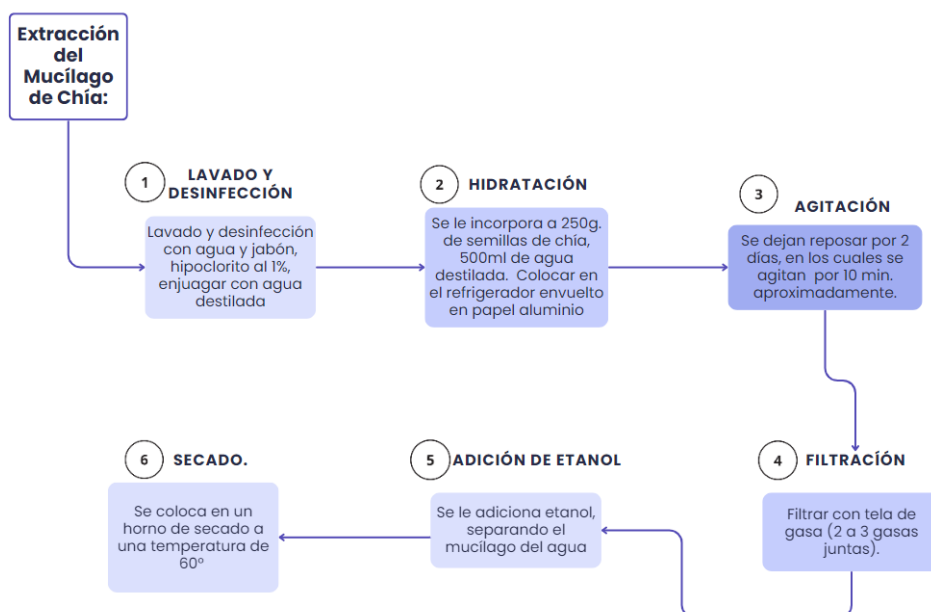 Extracción
del
Mucílago
de Chía:
1
LAVADO Y
DESINFECCIÓN
Lavado y desinfección
con agua y jabón,
hipoclorito al 1%,
enjuagar con agua
destilada
2
HIDRATACIÓN
Se le incorpora a 250g.
de semillas de chía,
500ml de agua
destilada. Colocar en
el refrigerador envuelto
en papel aluminio
3
AGITACIÓN
Se dejan reposar por 2
días, en los cuales se
agitan por 10 min.
aproximadamente.
4
FILTRACÍÓN
Filtrar con tela de
gasa (2 a 3 gasas
juntas).
5
ADICIÓN DE ETANOL
Se le adiciona etanol,
separando el
mucílago del agua
6
SECADO.
Se coloca en un
horno de secado a
una temperatura de
60°